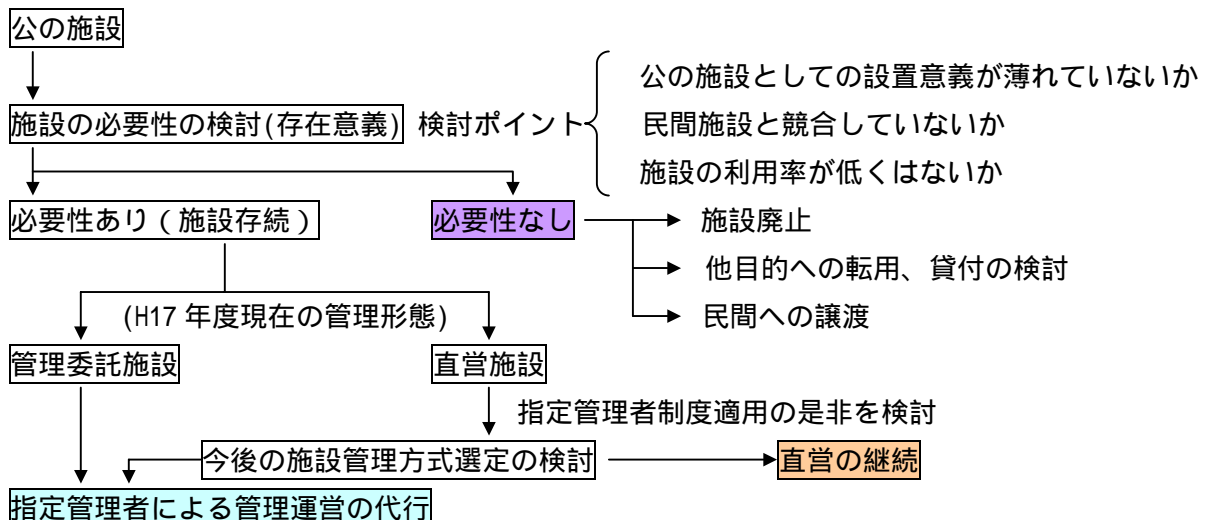 公の施設
公の施設としての設置意義が薄れていないか
施設の必要性の検討(存在意義) 検討ポイント
民間施設と競合していないか
施設の利用率が低くはないか
必要性あり(施設存続)
必要性なし
施設廃止
他目的への転用、貸付の検討
民間への譲渡
(H17 年度現在の管理形態)
管理委託施設
直営施設
指定管理者制度適用の是非を検討
今後の施設管理方式選定の検討
直営の継続
指定管理者による管理運営の代行